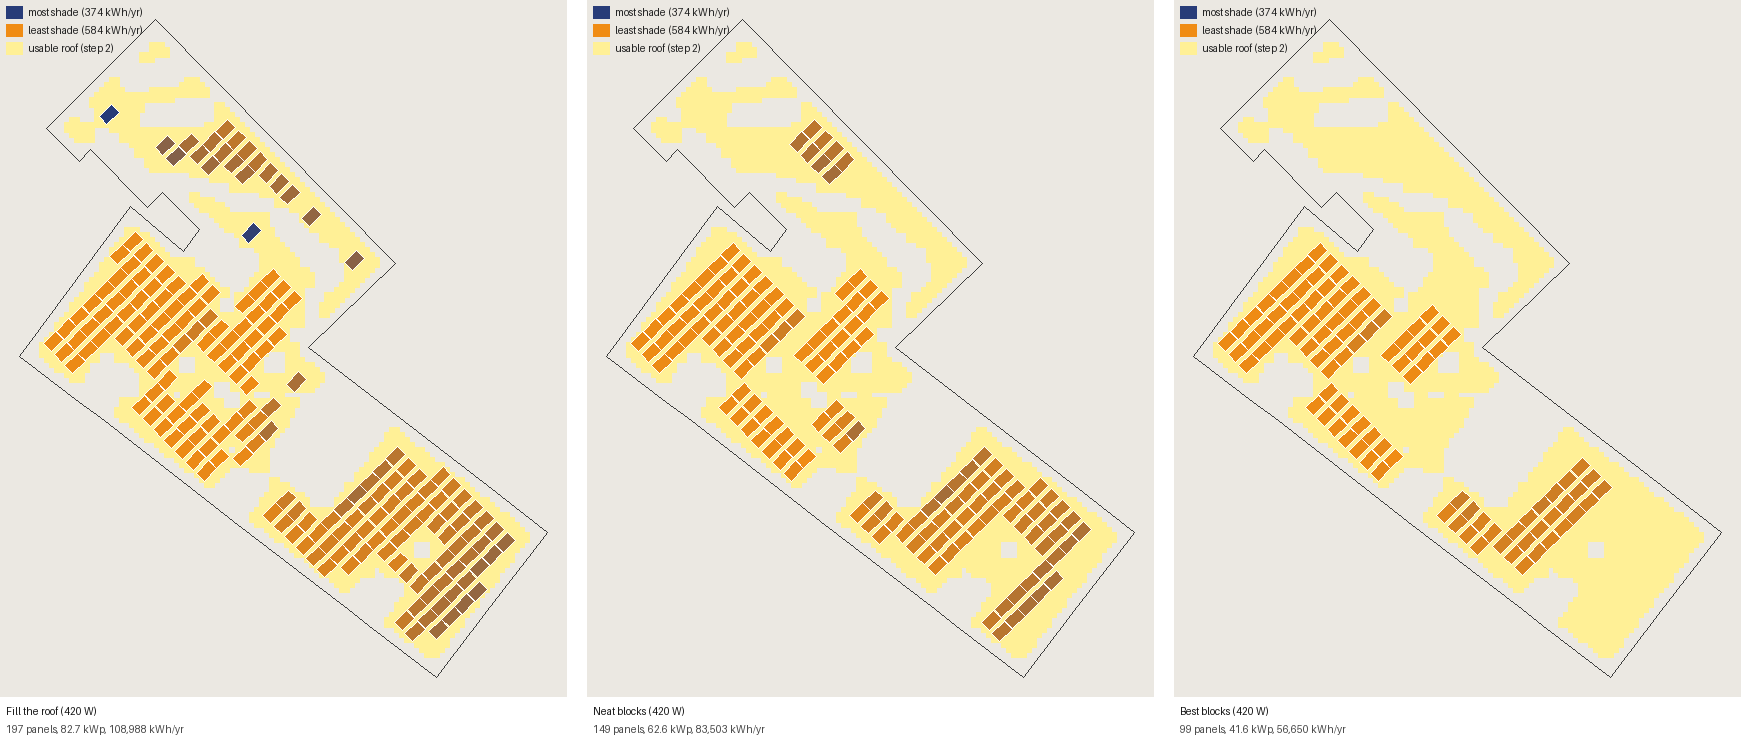 most shade (374 kWh/yr)
least shade (584 kWh/yr)
usable roof (step 2)
most shade (374 kWh/yr)
least shade (584 kWh/yr)
usable roof (step 2)
most shade (374 kWh/yr)
least shade (584 kWh/yr)
usable roof (step 2)
Fill the roof (420 W)
197 panels, 82.7 kWp, 108,988 kWh/yr
Neat blocks (420 W)
149 panels, 62.6 kWp, 83,503 kWh/yr
Best blocks (420 W)
99 panels, 41.6 kWp, 56,650 kWh/yr